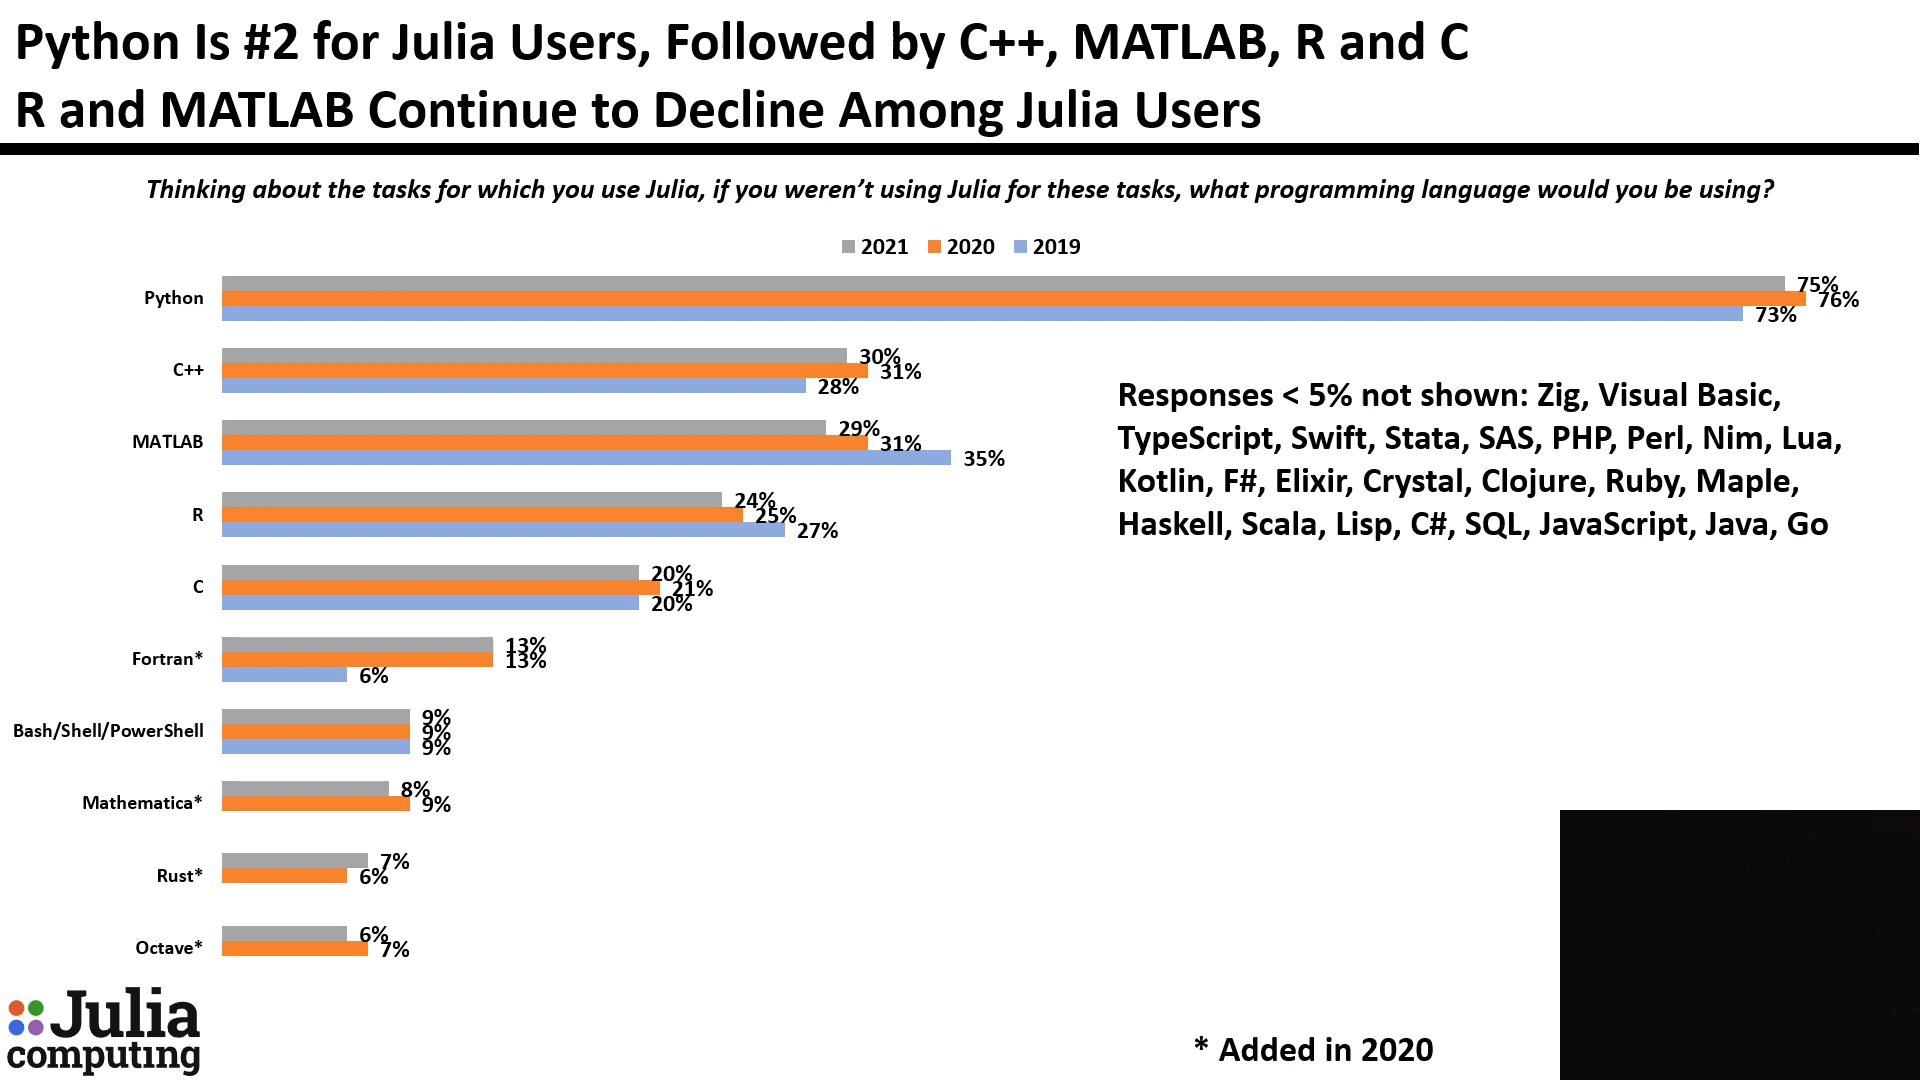 Python Is #2 for Julia Users, Followed by C++, MATLAB, R and C
R and MATLAB Continue to Decline Among Julia Users
Thinking about the tasks for which you use Julia, if you weren't using Julia for these tasks, what programming language would you be using?
2021 2020 2019
Python 75% 76% 73%
C++ 30% 31% 28%
MATLAB 29% 31% 35%
R 24% 25% 27%
C 20% 21% 20%
Fortran* 13% 13% 6%
Bash/Shell/PowerShell 9% 9% 9%
Mathematica* 8% 9%
Rust* 7% 6%
Octave* 6% 7%
Responses < 5% not shown: Zig, Visual Basic,
TypeScript, Swift, Stata, SAS, PHP, Perl, Nim, Lua,
Kotlin, F#, Elixir, Crystal, Clojure, Ruby, Maple,
Haskell, Scala, Lisp, C#, SQL, JavaScript, Java, Go
Julia
computing
* Added in 2020